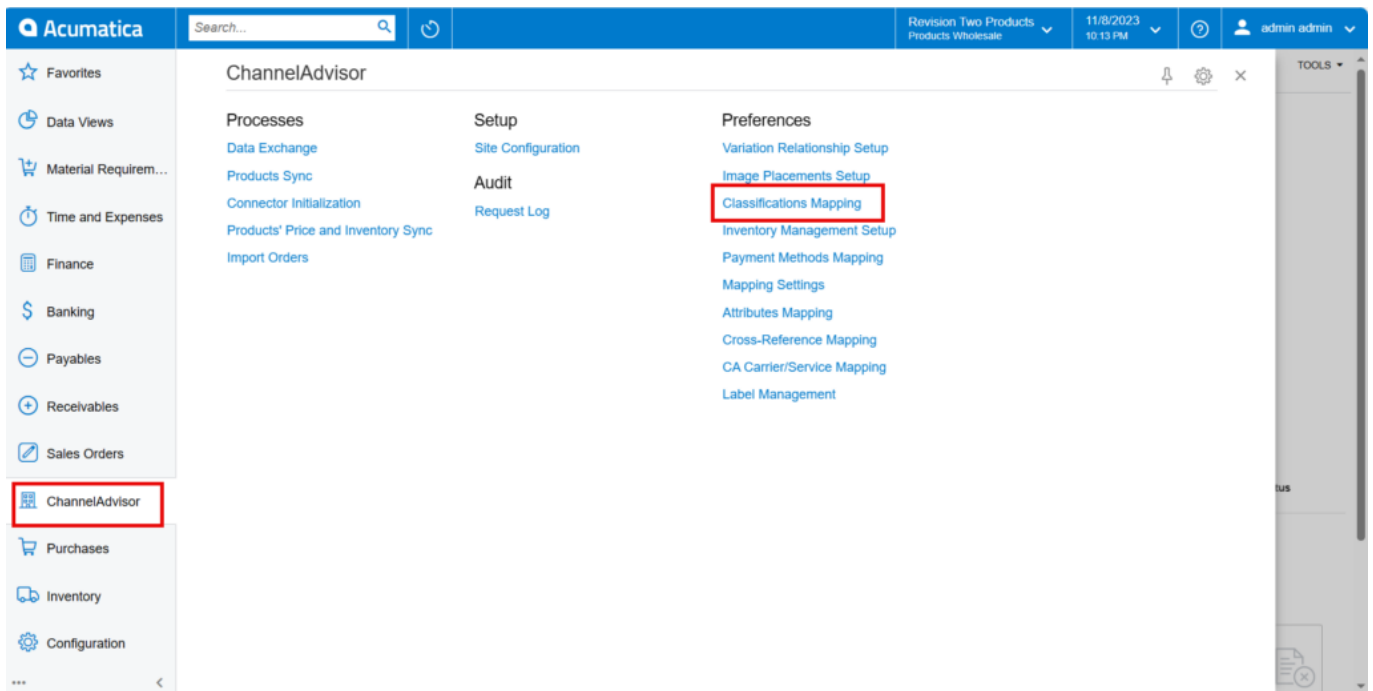 Acumatica
Search...
Revision Two Products
Products Wholesale
11/8/2023
10:13 PM
admin admin
TOOLS
Favorites
Data Views
Material Requirem...
Time and Expenses
Finance
Banking
Payables
Receivables
Sales Orders
ChannelAdvisor
Purchases
Inventory
Configuration
ChannelAdvisor
Processes
Data Exchange
Products Sync
Connector Initialization
Products' Price and Inventory Sync
Import Orders
Setup
Site Configuration
Audit
Request Log
Preferences
Variation Relationship Setup
Image Placements Setup
Classifications Mapping
Inventory Management Setup
Payment Methods Mapping
Mapping Settings
Attributes Mapping
Cross-Reference Mapping
CA Carrier/Service Mapping
Label Management
tus